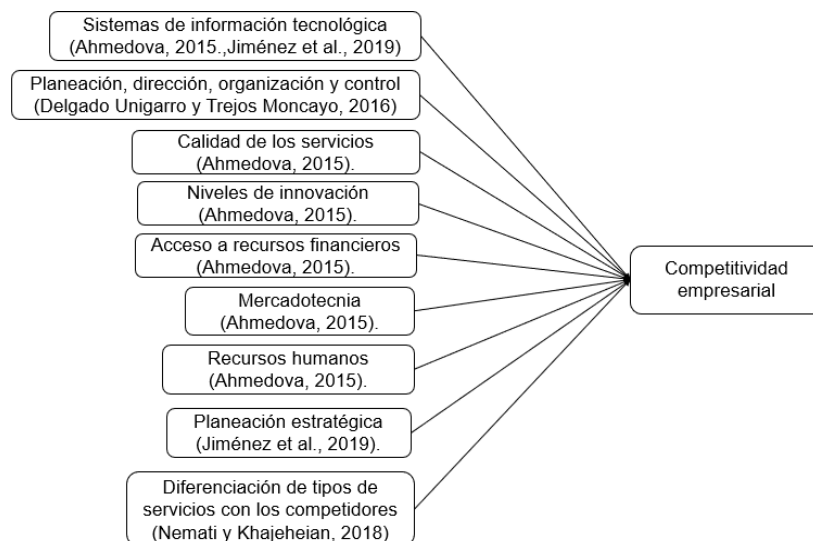 Sistemas de información tecnológica
(Ahmedova, 2015.,Jiménez et al., 2019)
Planeación, dirección, organización y control
(Delgado Unigarro y Trejos Moncayo, 2016)
Calidad de los servicios
(Ahmedova, 2015).
Niveles de innovación
(Ahmedova, 2015).
Acceso a recursos financieros
(Ahmedova, 2015).
Mercadotecnia
(Ahmedova, 2015).
Recursos humanos
(Ahmedova, 2015).
Planeación estratégica
(Jiménez et al., 2019).
Diferenciación de tipos de
servicios con los competidores
(Nemati y Khajeheian, 2018)
Competitividad
empresarial